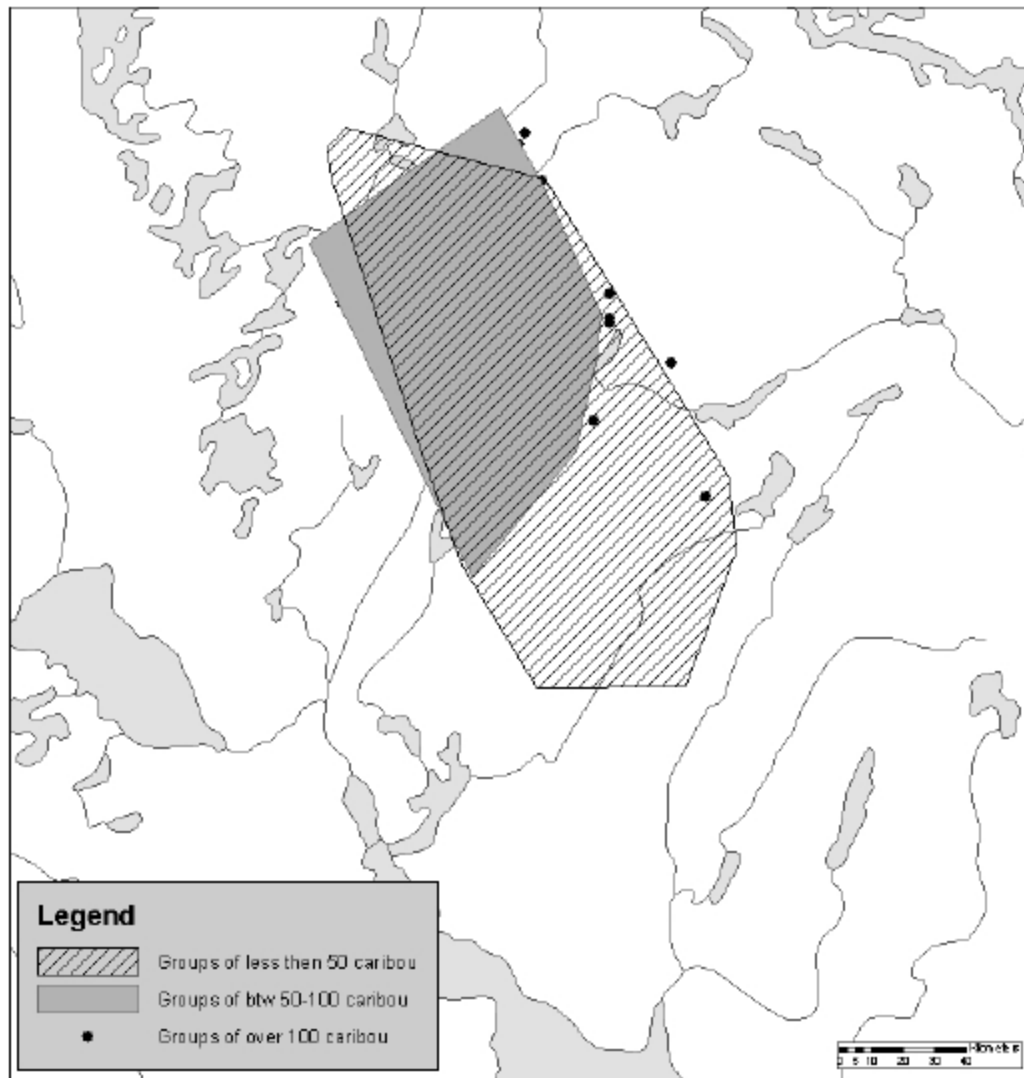 Legend
Groups of less then 50 caribou
Groups of btw 50-100 caribou
Groups of over 100 caribou
Kilometers
0 5 10 20 30 40